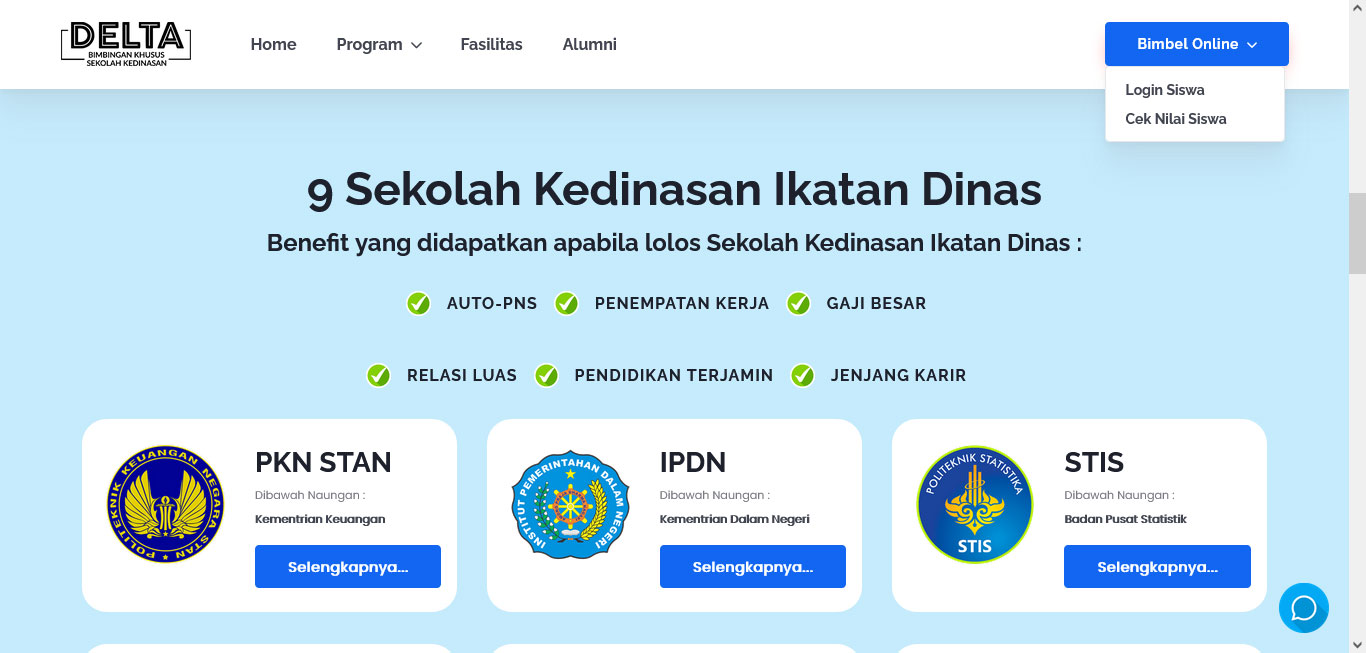 DELTA
BIMBINGAN KHUSUS
SEKOLAH KEDINASAN
Home Program Fasilitas Alumni
Bimbel Online
Login Siswa
Cek Nilai Siswa
9 Sekolah Kedinasan Ikatan Dinas
Benefit yang didapatkan apabila lolos Sekolah Kedinasan Ikatan Dinas :
AUTO-PNS PENEMPATAN KERJA GAJI BESAR
RELASI LUAS PENDIDIKAN TERJAMIN JENJANG KARIR
POLITEKNIK KEUANGAN NEGARA STAN
PKN STAN
Dibawah Naungan :
Kementrian Keuangan
Selengkapnya...
INSTITUT PEMERINTAHAN DALAM NEGERI
IPDN
Dibawah Naungan :
Kementrian Dalam Negeri
Selengkapnya...
POLITEKNIK STATISTIKA
STIS
STIS
Dibawah Naungan :
Badan Pusat Statistik
Selengkapnya...